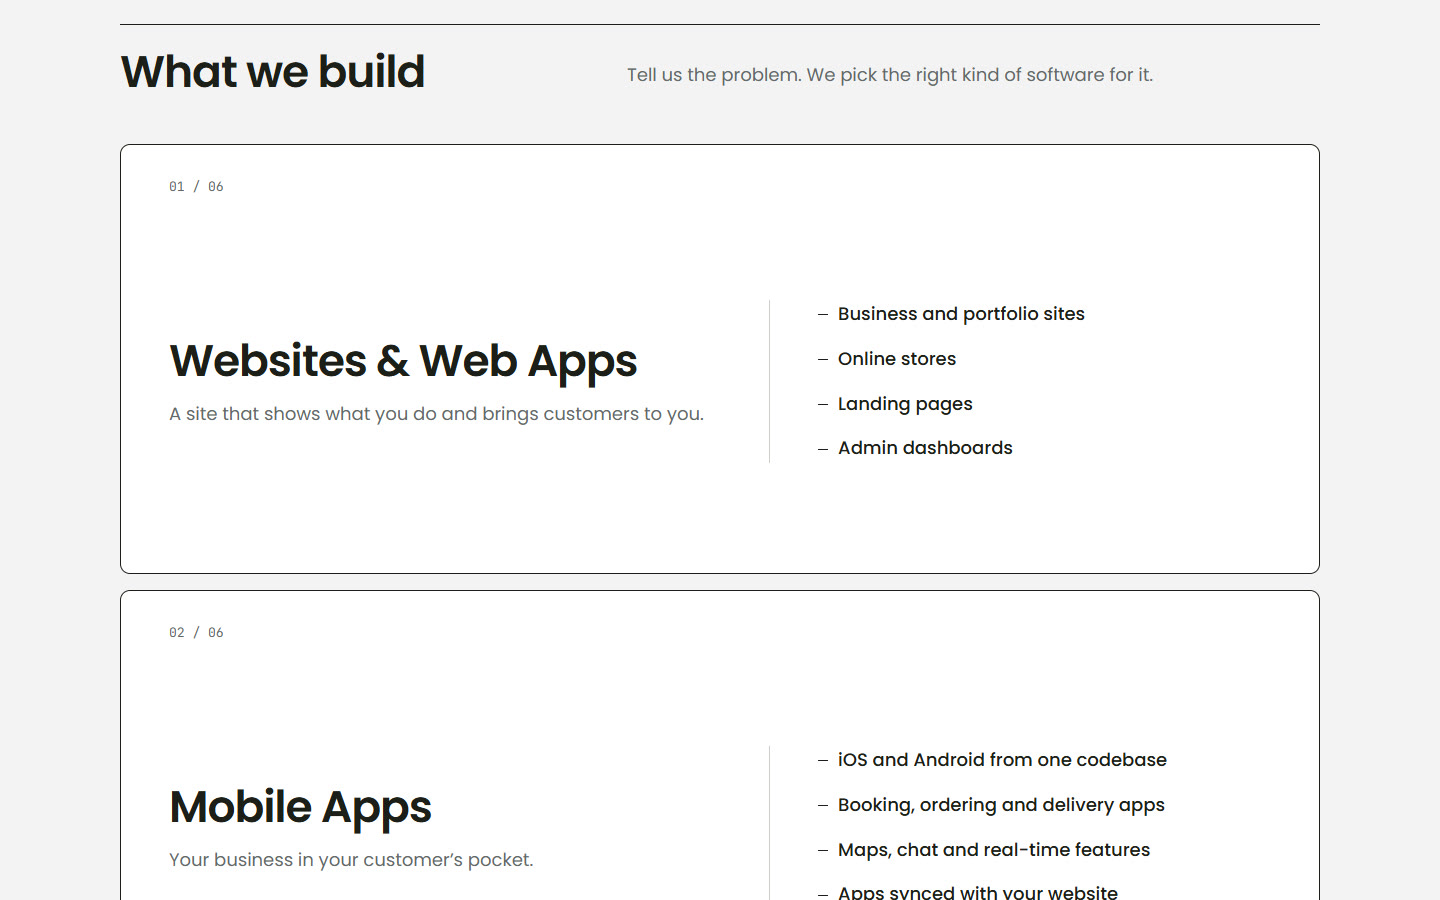 What we build
Tell us the problem. We pick the right kind of software for it.
01 / 06
Websites & Web Apps
A site that shows what you do and brings customers to you.
– Business and portfolio sites
– Online stores
– Landing pages
– Admin dashboards
02 / 06
Mobile Apps
Your business in your customer’s pocket.
– iOS and Android from one codebase
– Booking, ordering and delivery apps
– Maps, chat and real-time features
– Apps synced with your website